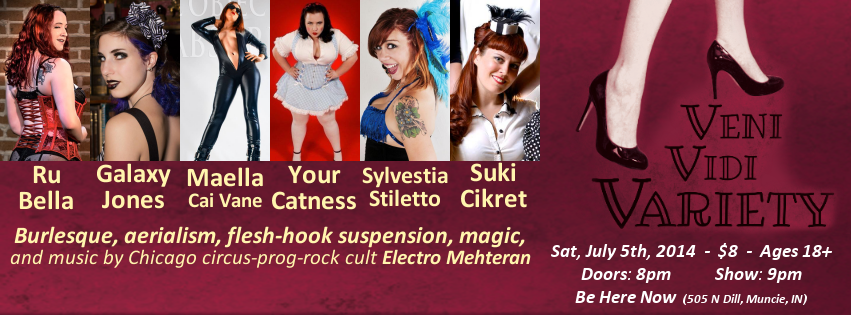 Ru
Bella
Galaxy
Jones
Maella
Cai Vane
Your
Catness
Sylvestia
Stiletto
Suki
Cikret
Burlesque, aerialism, flesh-hook suspension, magic,
and music by Chicago circus-prog-rock cult Electro Mehteran
Veni
Vidi
Variety
Sat, July 5th, 2014 - $8 - Ages 18+
Doors: 8pm Show: 9pm
Be Here Now (505 N Dill, Muncie, IN)